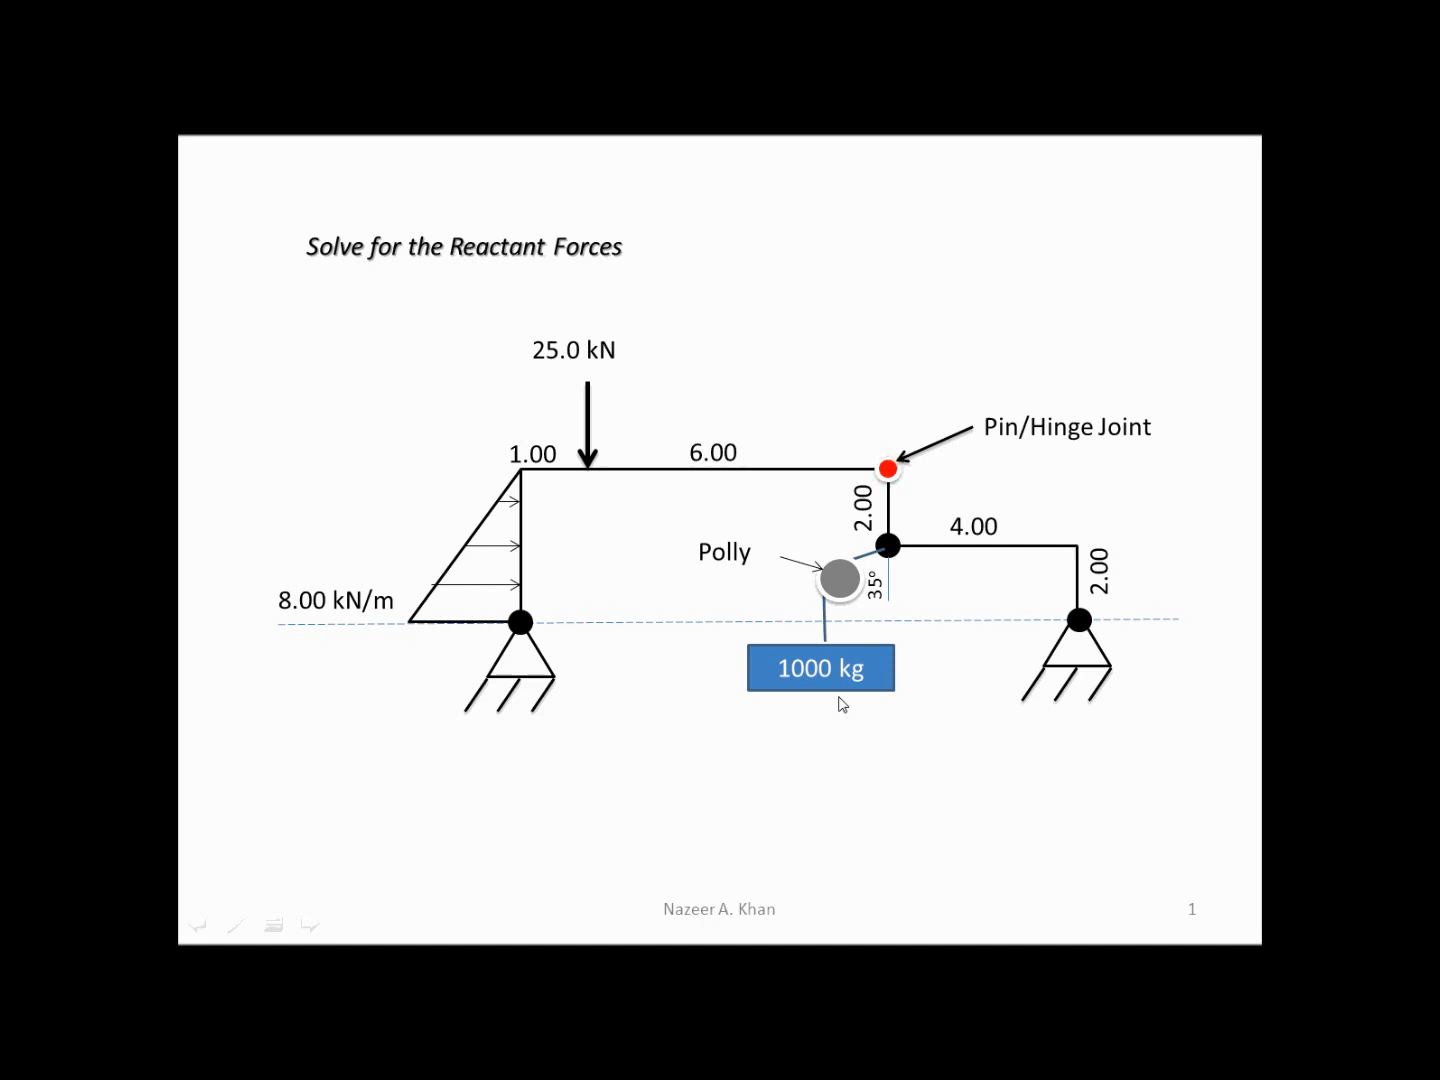 Solve for the Reactant Forces
25.0 kN
Pin/Hinge Joint
1.00
6.00
2.00
4.00
Polly
35º
2.00
8.00 kN/m
1000 kg
Nazeer A. Khan
1